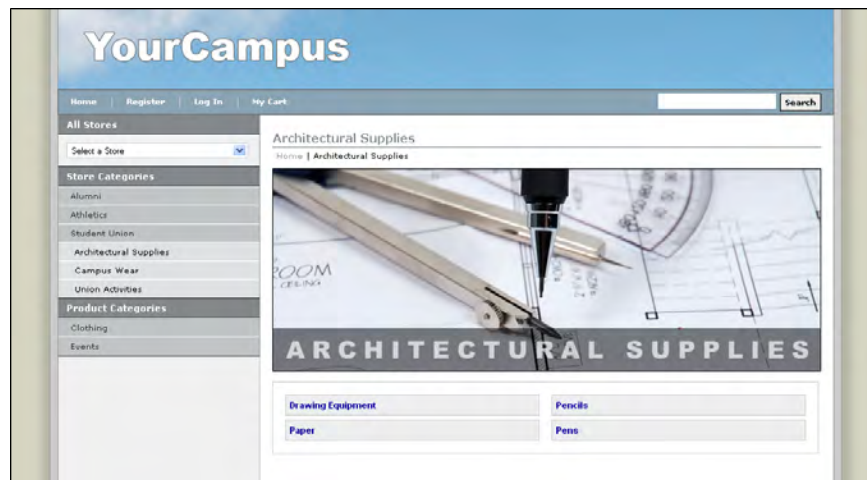 YourCampus
Home | Register | Log In | My Cart
Search
All Stores
Select a Store
Store Categories
Alumni
Athletics
Student Union
Architectural Supplies
Campus Wear
Union Activities
Product Categories
Clothing
Events
Architectural Supplies
Home | Architectural Supplies
ROOM
CEILING
ARCHITECTURAL SUPPLIES
Drawing Equipment
Pencils
Paper
Pens